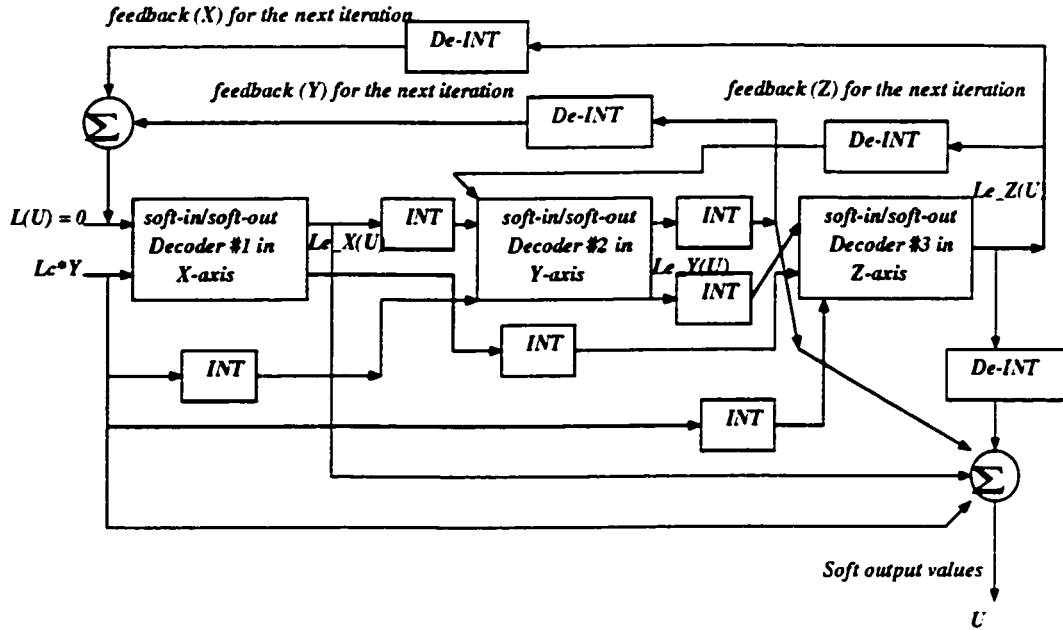 feedback (X) for the next iteration
De-INT
feedback (Y) for the next iteration
De-INT
feedback (Z) for the next iteration
De-INT
Σ
L(U) = 0
Lc*Y
soft-in/soft-out
Decoder #1 in
X-axis
Le_X(U)
INT
soft-in/soft-out
Decoder #2 in
Y-axis
INT
Le_Y(U)
INT
soft-in/soft-out
Decoder #3 in
Z-axis
Le_Z(U
INT
INT
INT
De-INT
Σ
Soft output values
U